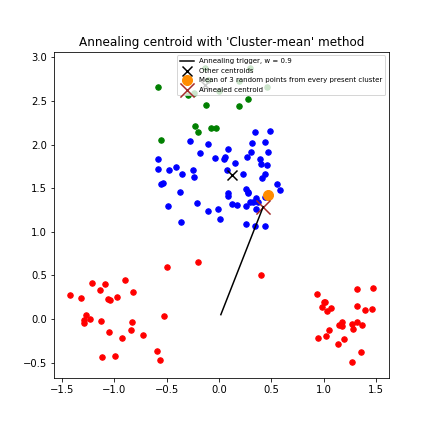 Annealing centroid with 'Cluster-mean' method
Annealing trigger, w = 0.9
Other centroids
Mean of 3 random points from every present cluster
Annealed centroid
3.0
2.5
2.0
1.5
1.0
0.5
0.0
−0.5
−1.5 −1.0 −0.5 0.0 0.5 1.0 1.5